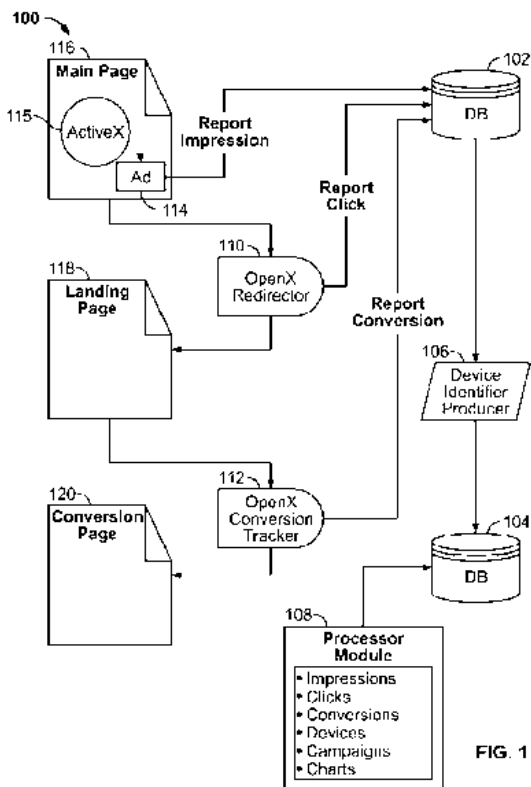 100
116
Main Page
115
ActiveX
Ad
114
Report
Impression
102
DB
Report
Click
110
OpenX
Redirector
118
Landing
Page
Report
Conversion
106
Device
Identifier
Producer
112
OpenX
Conversion
Tracker
120
Conversion
Page
104
DB
108
Processor
Module
• Impressions
• Clicks
• Conversions
• Devices
• Campaigns
• Charts
FIG. 1